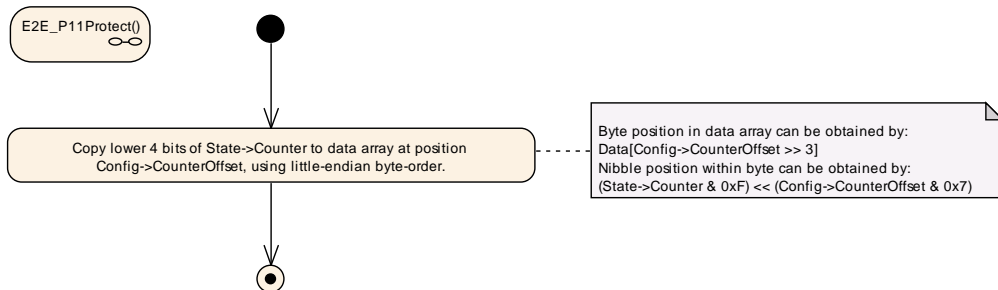 E2E_P11Protect()
Copy lower 4 bits of State->Counter to data array at position
Config->CounterOffset, using little-endian byte-order.
Byte position in data array can be obtained by:
Data[Config->CounterOffset >> 3]
Nibble position within byte can be obtained by:
(State->Counter & 0xF) << (Config->CounterOffset & 0x7)